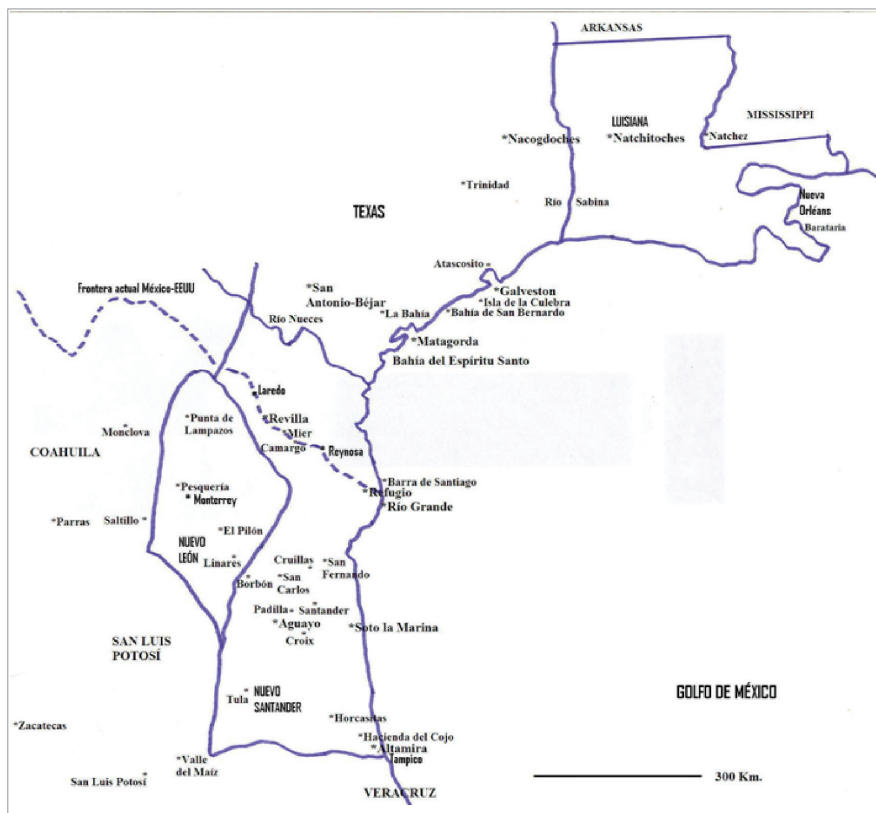 ARKANSAS
LUISIANA
MISSISSIPPI
*Nacogdoches
*Natchitoches
*Natchez
*Trinidad
Río Sabina
Nueva
Orléans
Barataria
TEXAS
Atascosito
Frontera actual México-EEUU
*San
Antonio-Béjar
*Galveston
*Isla de la Culebra
*La Bahía
*Bahía de San Bernardo
Río Nueces
*Matagorda
Bahía del Espíritu Santo
Laredo
Monclova
*Punta de
Lampazos
*Revilla
*Mier
Camargo
Reynosa
COAHUILA
*Pesquería
* Monterrey
*Barra de Santiago
*Refugio
*Río Grande
*Parras
Saltillo *
*El Pilón
NUEVO
LEÓN
Linares
Cruillas
*San
Fernando
Borbón
*San
Carlos
Padilla*
Santander
*Aguayo
Croix
*Soto la Marina
SAN LUIS
POTOSÍ
Tula
NUEVO
SANTANDER
GOLFO DE MÉXICO
*Zacatecas
*Horcasitas
*Hacienda del Cojo
*Altamira
Tampico
*Valle
del Maíz
San Luis Potosí
300 Km.
VERACRUZ